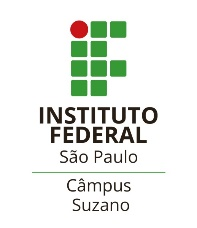 INSTITUTO
FEDERAL
São Paulo
Câmpus
Suzano